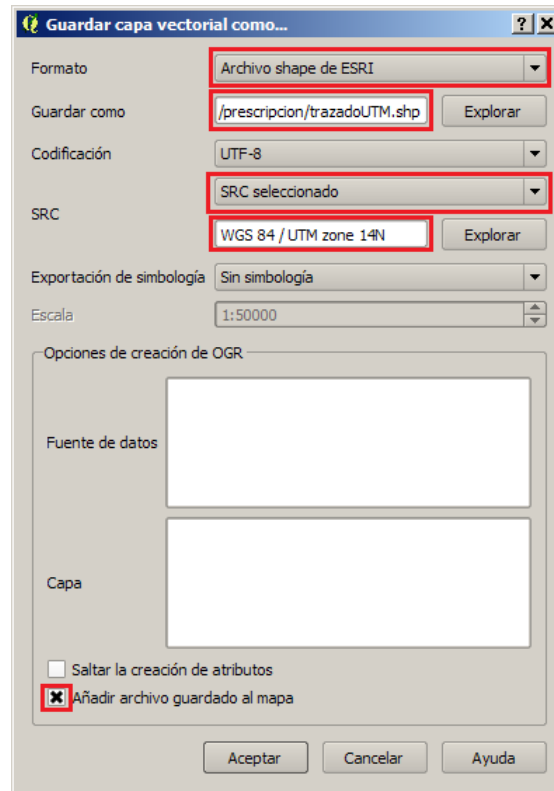 Guardar capa vectorial como...
Formato
Archivo shape de ESRI
Guardar como
/prescripcion/trazadoUTM.shp
Explorar
Codificación
UTF-8
SRC
SRC seleccionado
WGS 84 / UTM zone 14N
Explorar
Exportación de simbología
Sin simbología
Escala
1:50000
Opciones de creación de OGR
Fuente de datos
Capa
Saltar la creación de atributos
Añadir archivo guardado al mapa
Aceptar
Cancelar
Ayuda